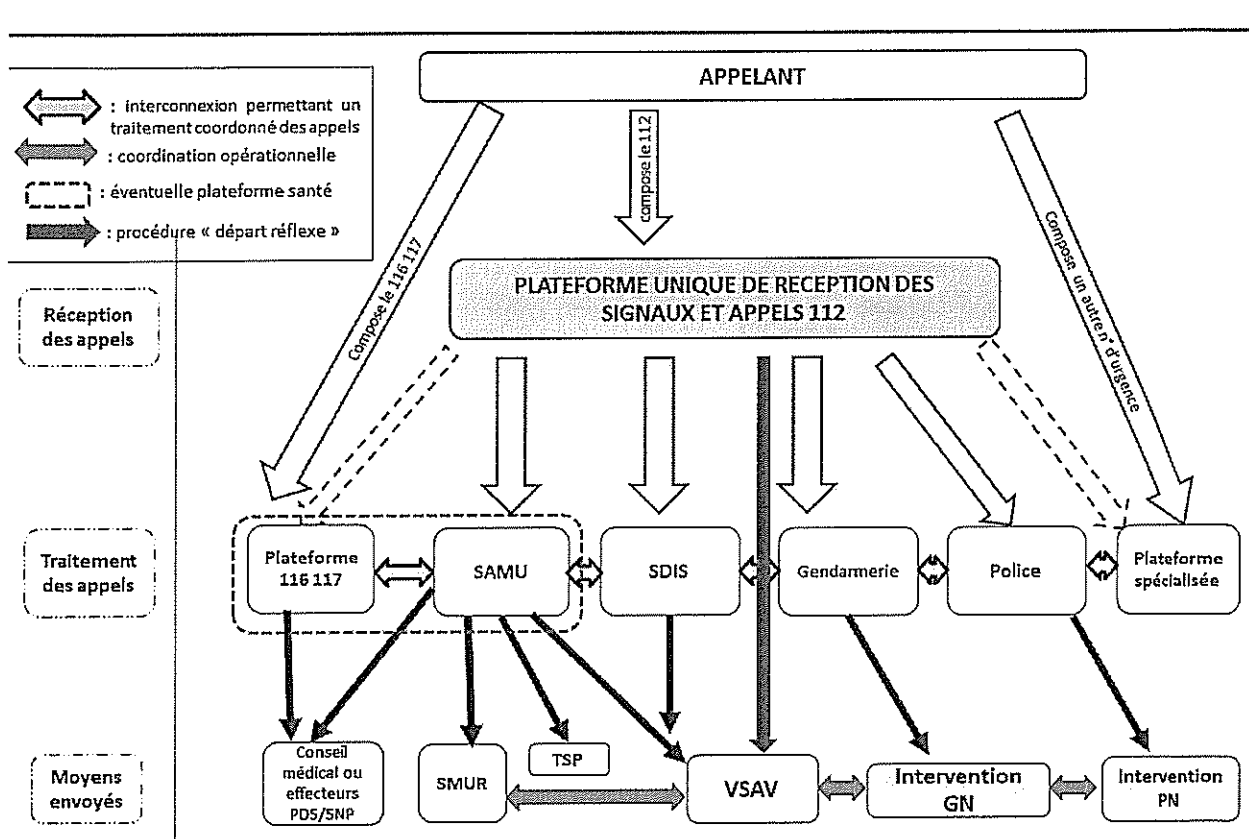 APPELANT
: interconnexion permettant un
traitement coordonné des appels
: coordination opérationnelle
: éventuelle plateforme santé
: procédure « départ réflexe »
compose le 112
Compose le 116 117
Compose un autre n° d'urgence
PLATEFORME UNIQUE DE RECEPTION DES
SIGNAUX ET APPELS 112
Réception
des appels
Traitement
des appels
Plateforme
116 117
SAMU
SDIS
Gendarmerie
Police
Plateforme
spécialisée
Moyens
envoyés
Conseil
médical ou
effecteurs
PDS/SNP
SMUR
TSP
VSAV
Intervention
GN
Intervention
PN